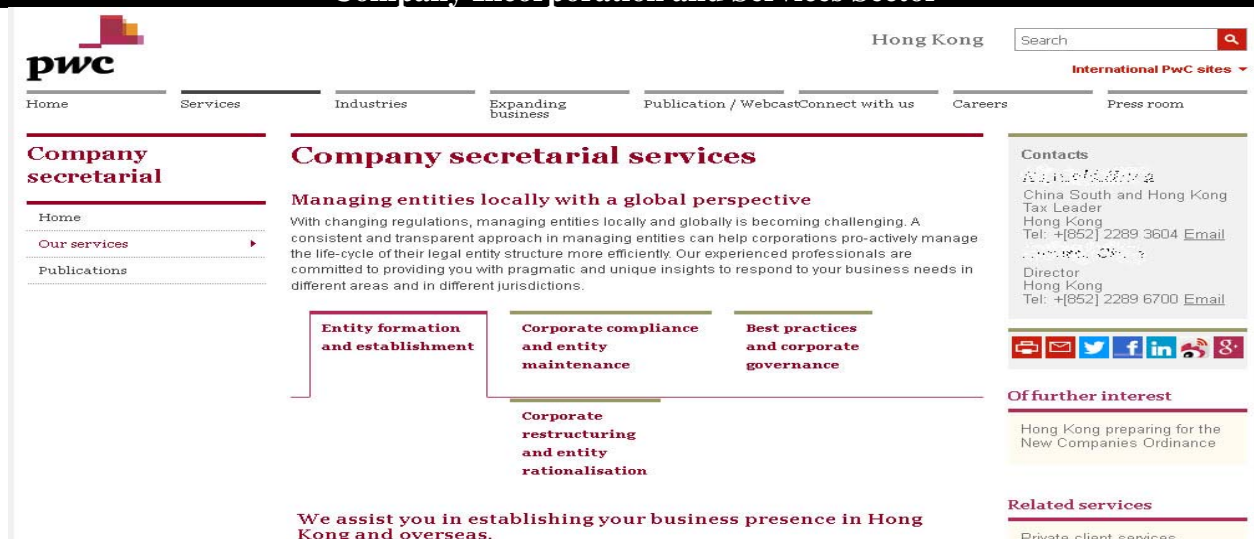 Company Incorporation and Services Sector
pwc
Hong Kong
Search
International PwC sites
Home
Services
Industries
Expanding
business
Publication / Webcast
Connect with us
Careers
Press room
Company
secretarial
Home
Our services
Publications
Company secretarial services
Managing entities locally with a global perspective
With changing regulations, managing entities locally and globally is becoming challenging. A
consistent and transparent approach in managing entities can help corporations pro-actively manage
the life-cycle of their legal entity structure more efficiently. Our experienced professionals are
committed to providing you with pragmatic and unique insights to respond to your business needs in
different areas and in different jurisdictions.
Entity formation
and establishment
Corporate compliance
and entity
maintenance
Best practices
and corporate
governance
Corporate
restructuring
and entity
rationalisation
We assist you in establishing your business presence in Hong
Kong and overseas.
Contacts
China South and Hong Kong
Tax Leader
Hong Kong
Tel: +[852] 2289 3604 Email
Director
Hong Kong
Tel: +[852] 2289 6700 Email
Of further interest
Hong Kong preparing for the
New Companies Ordinance
Related services
Private client services